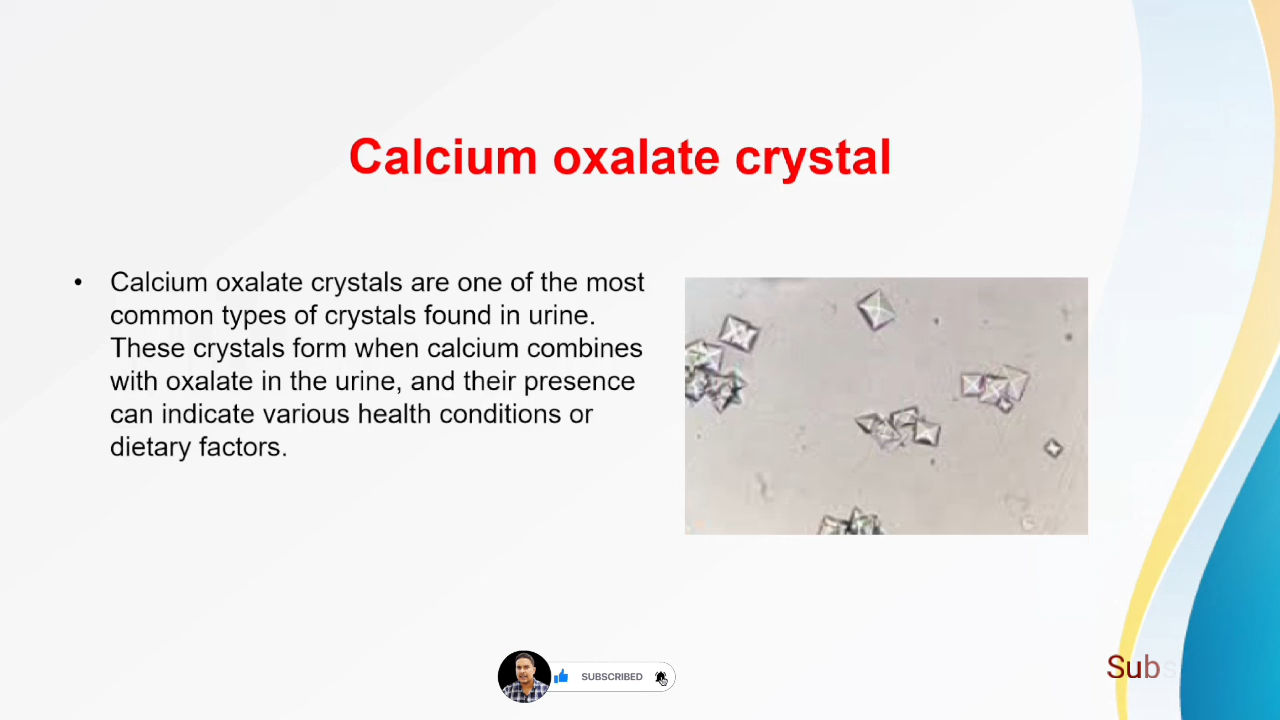 Calcium oxalate crystal
• Calcium oxalate crystals are one of the most
common types of crystals found in urine.
These crystals form when calcium combines
with oxalate in the urine, and their presence
can indicate various health conditions or
dietary factors.
SUBSCRIBED
Subs